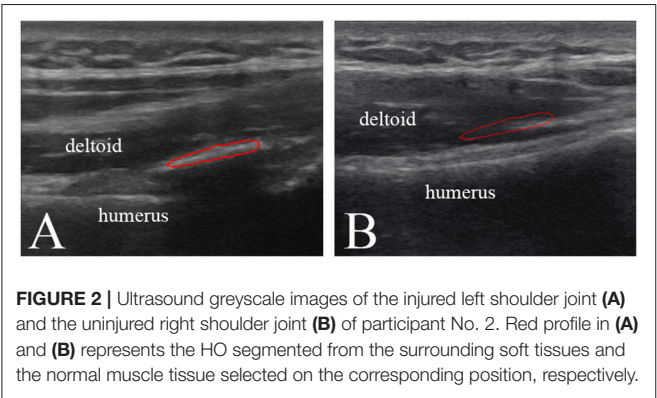 deltoid
humerus
A
deltoid
humerus
B
FIGURE 2 | Ultrasound greyscale images of the injured left shoulder joint (A)
and the uninjured right shoulder joint (B) of participant No. 2. Red profile in (A)
and (B) represents the HO segmented from the surrounding soft tissues and
the normal muscle tissue selected on the corresponding position, respectively.